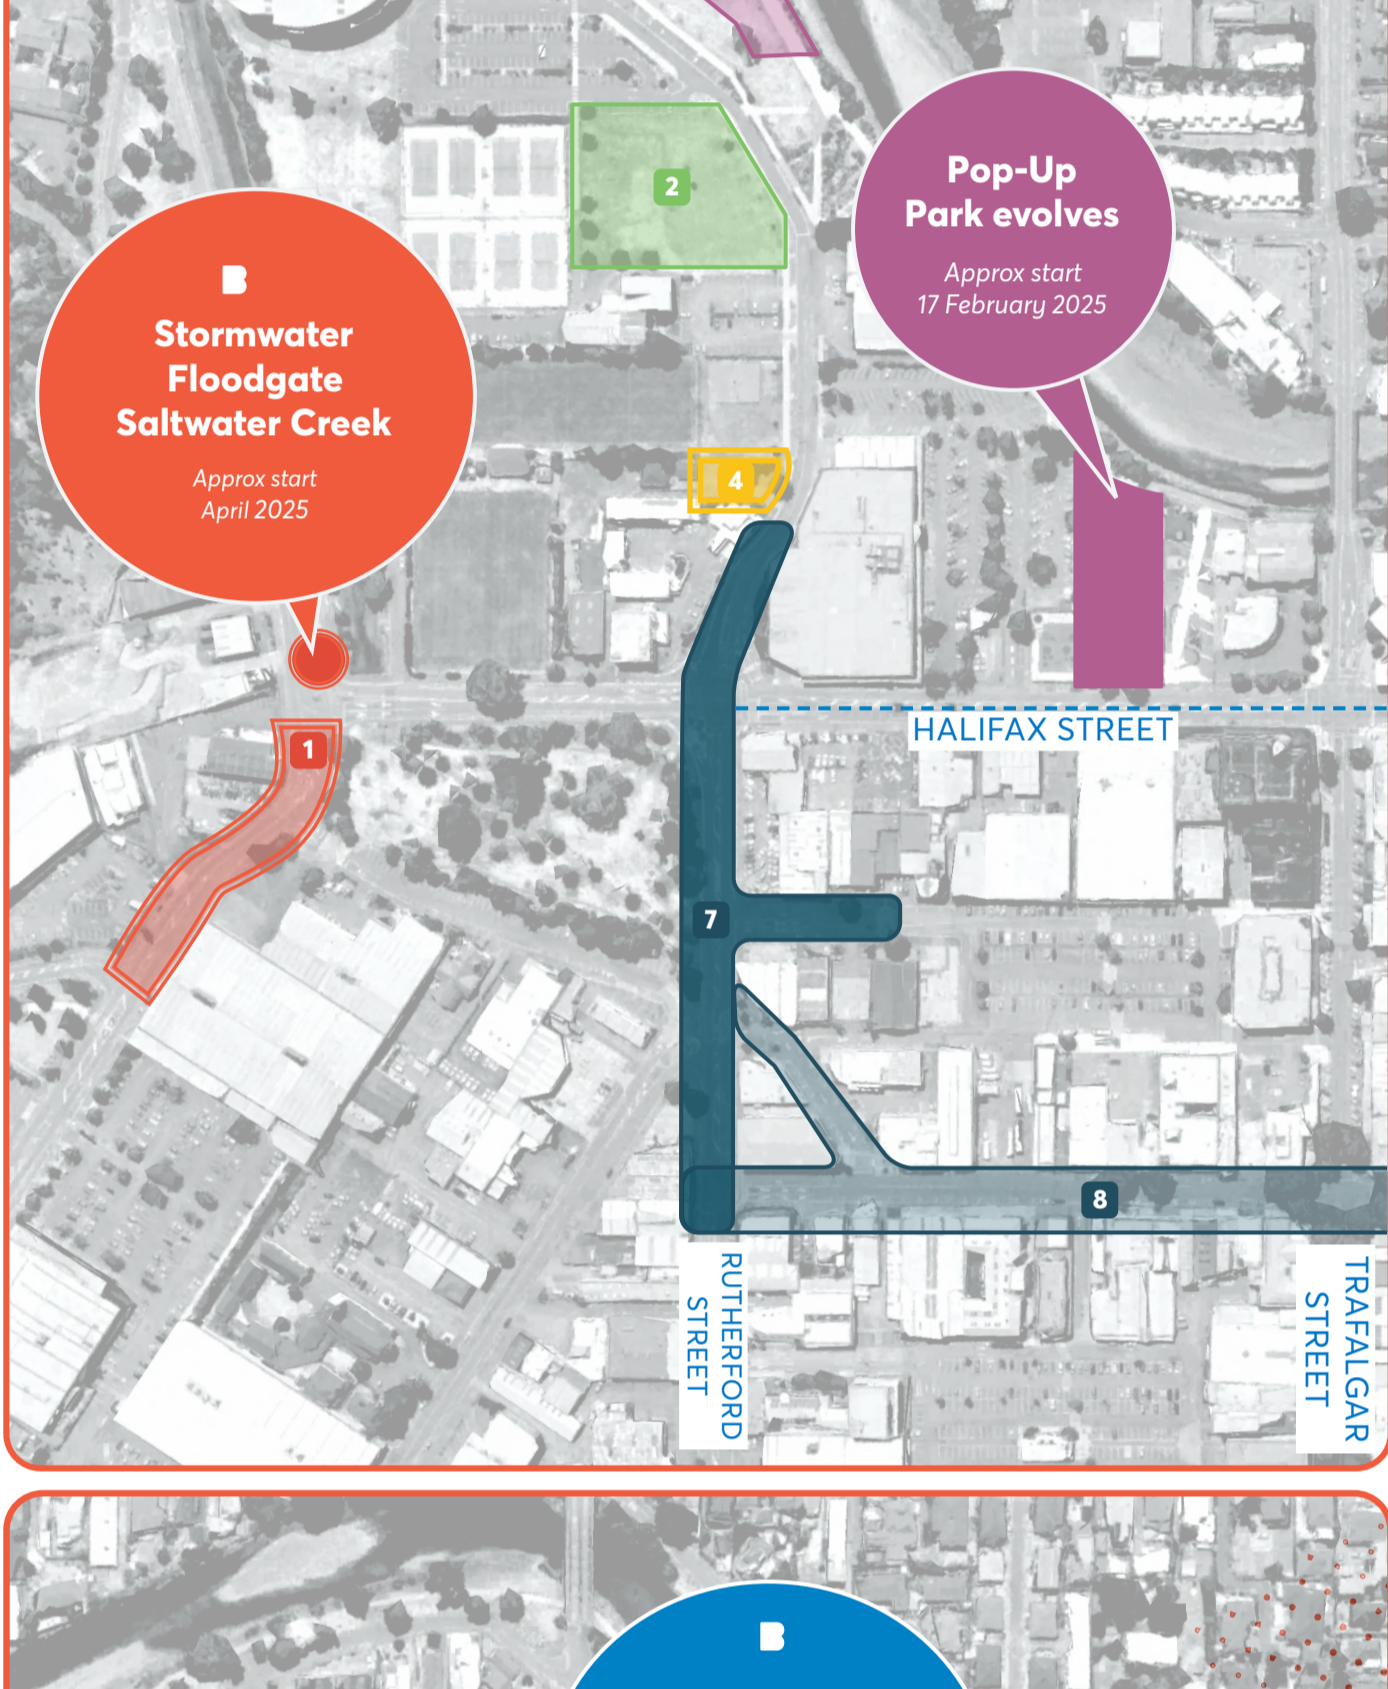 2
Pop-Up
Park evolves
Approx start
17 February 2025
B
Stormwater
Floodgate
Saltwater Creek
Approx start
April 2025
4
HALIFAX STREET
1
7
8
RUTHERFORD
STREET
TRAFALGAR
STREET
B